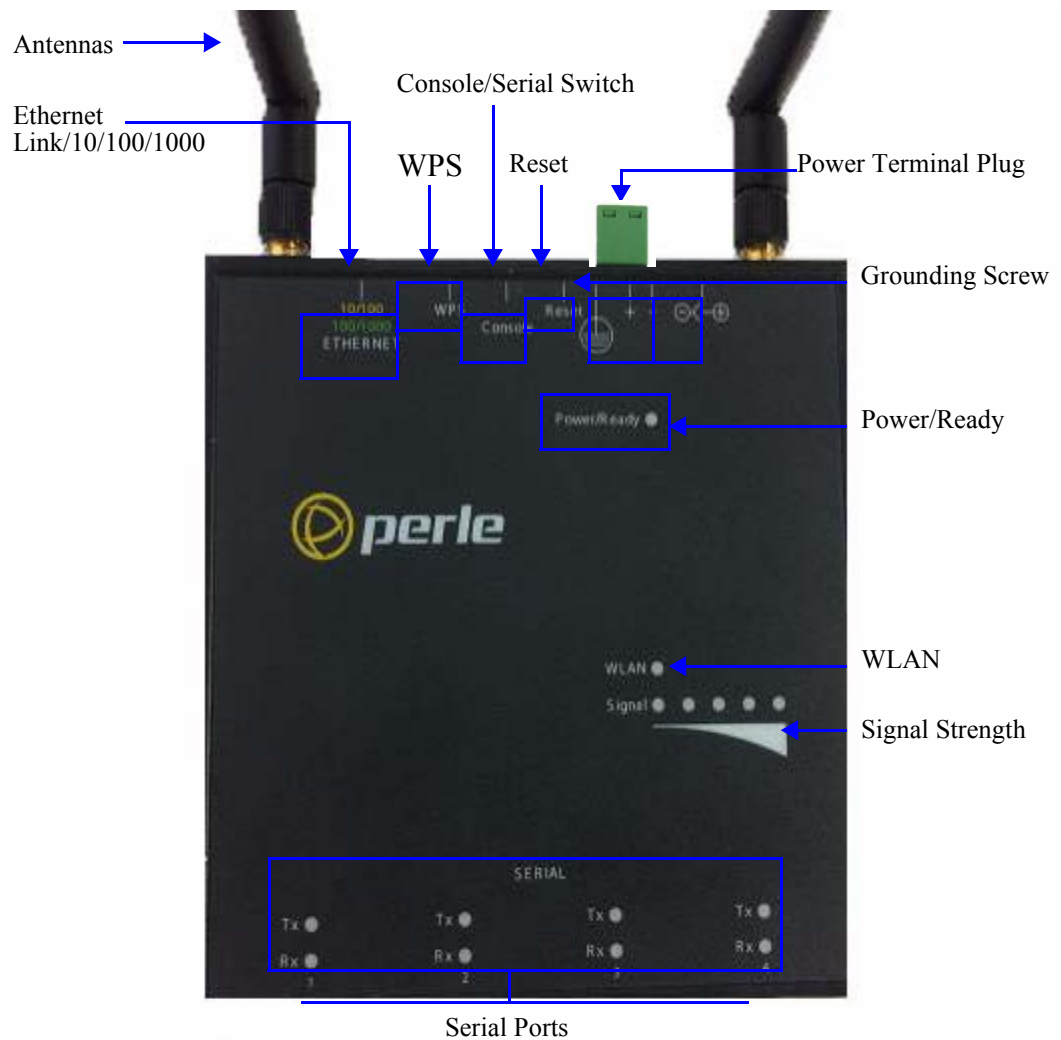 Antennas
Console/Serial Switch
Ethernet
Link/10/100/1000
WPS
Reset
Power Terminal Plug
Grounding Screw
10/100
100/1000
ETHERNET
WPS
Console
Reset
+ -
Power/Ready
Power/Ready
perle
WLAN
WLAN
Signal
Signal Strength
SERIAL
Tx Tx Tx Tx
Rx Rx Rx Rx
1 2 3 4
Serial Ports